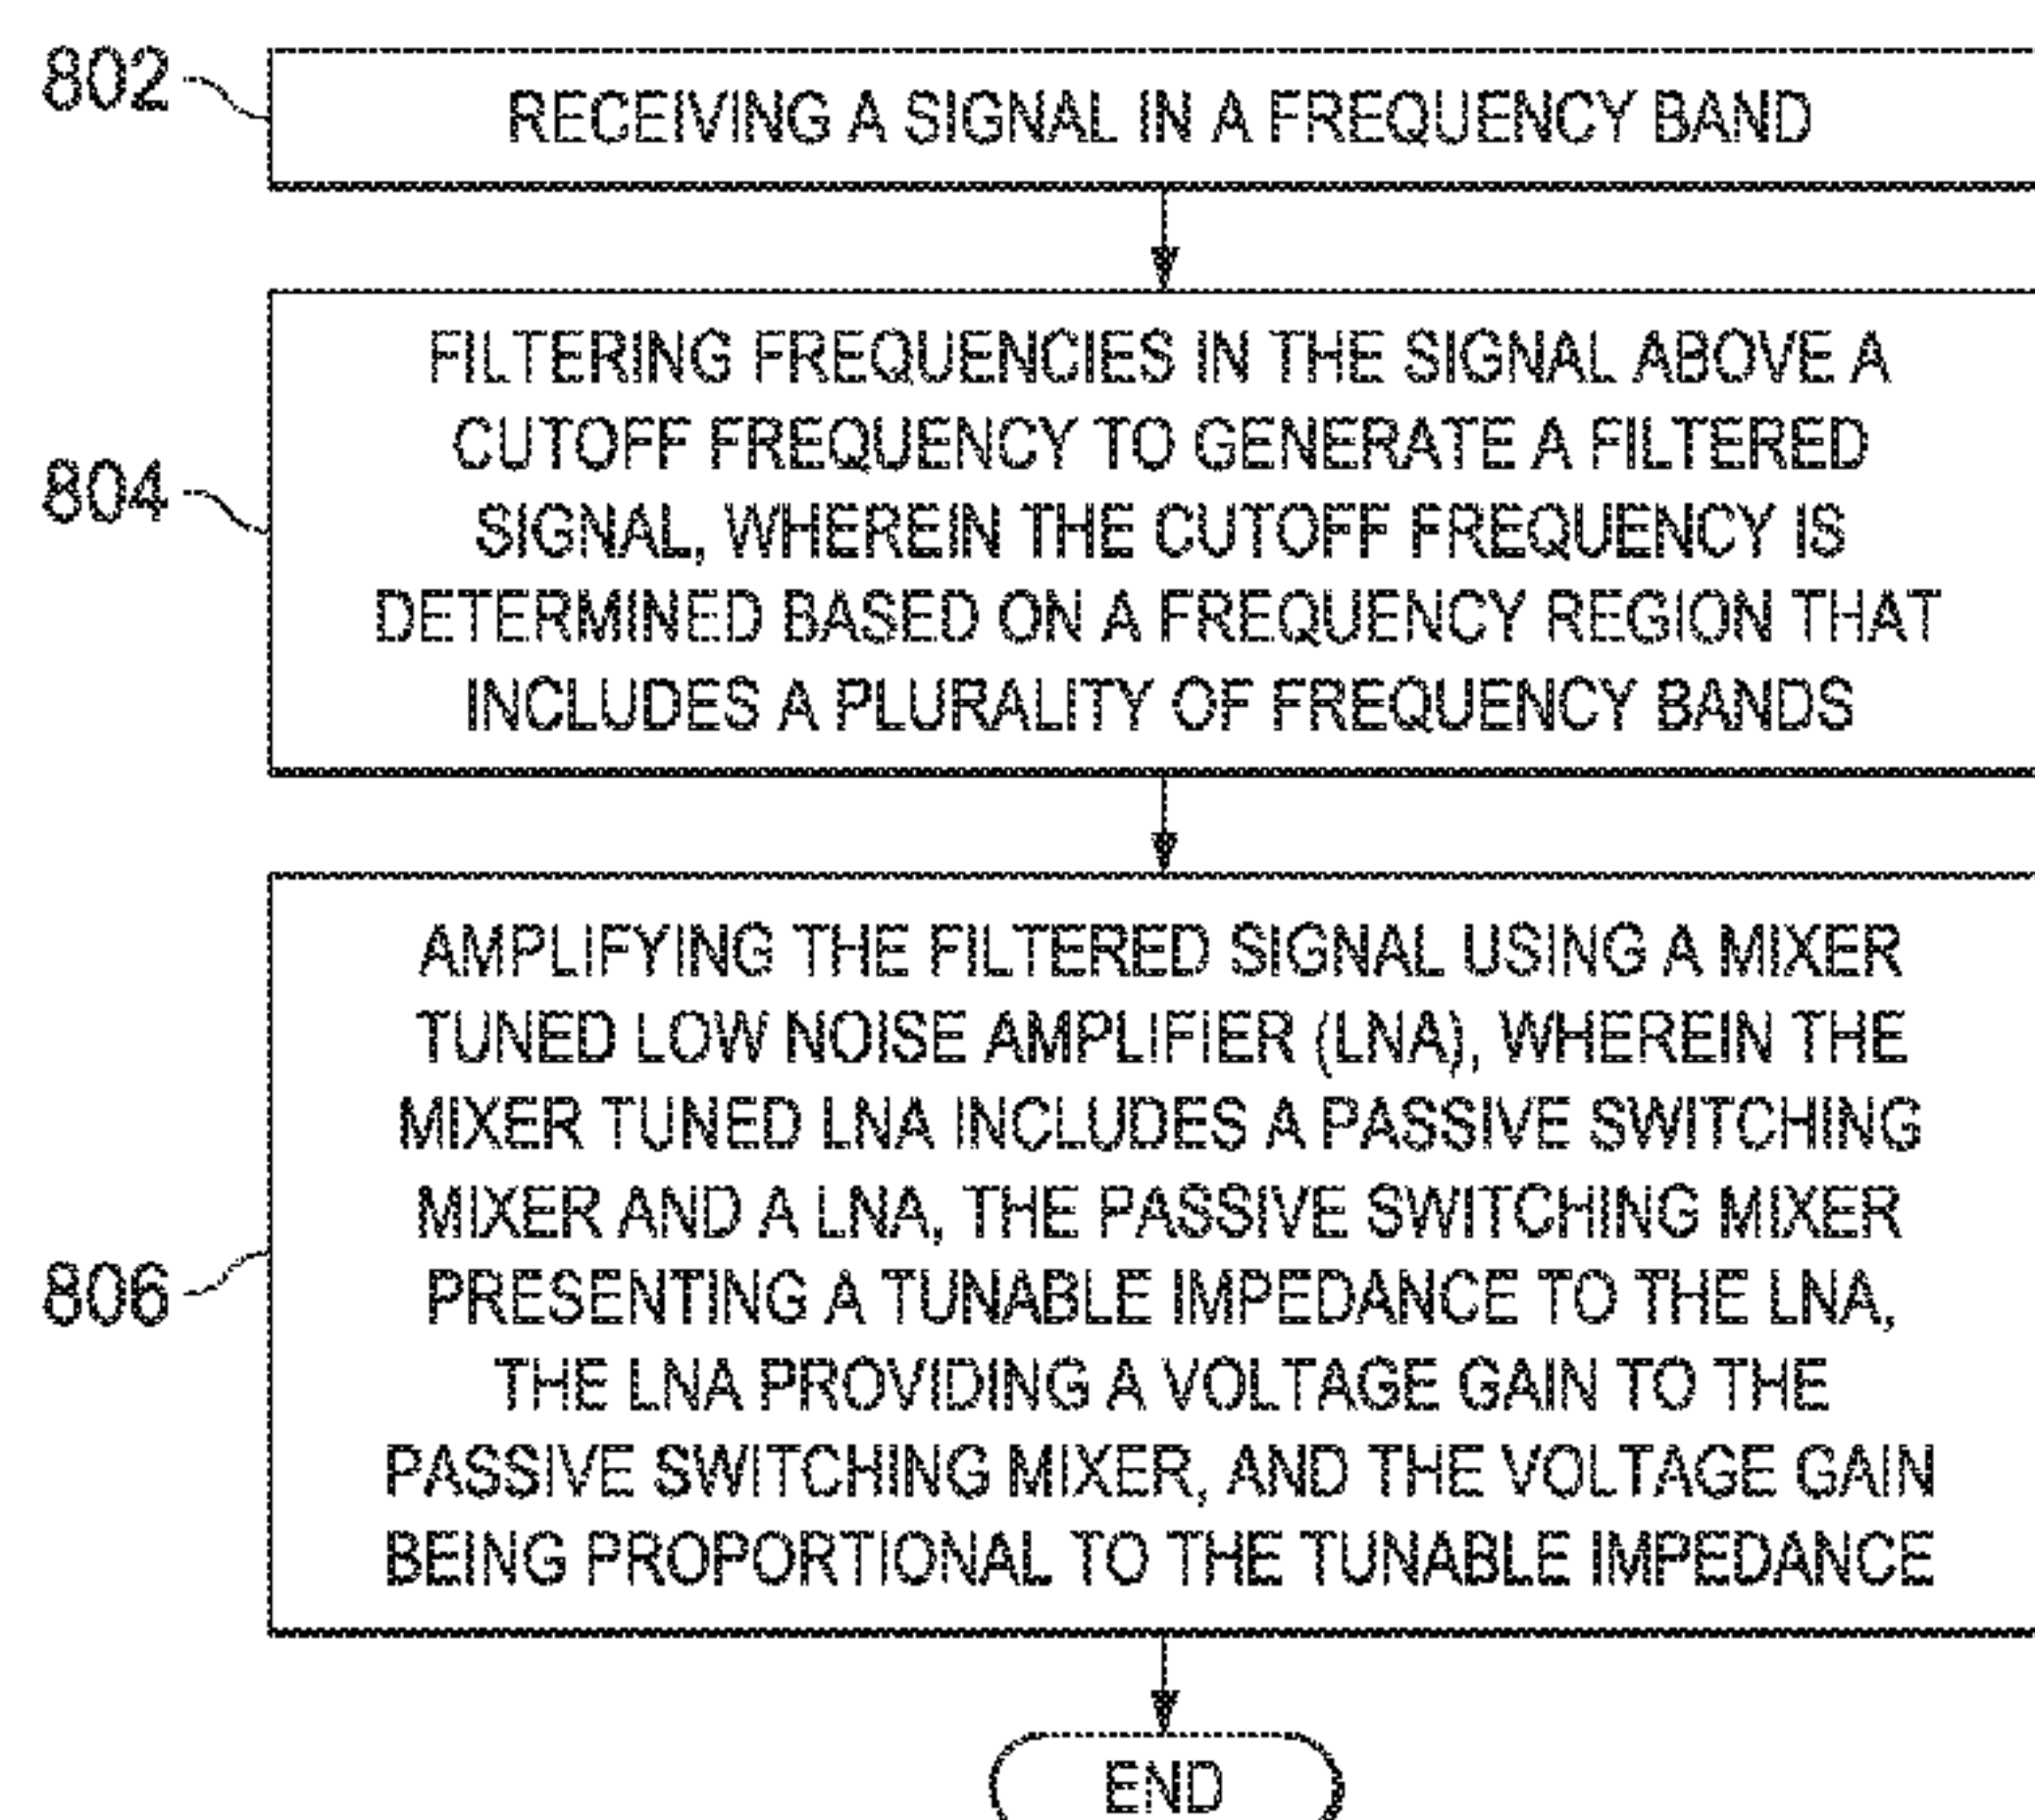 802
RECEIVING A SIGNAL IN A FREQUENCY BAND
804
FILTERING FREQUENCIES IN THE SIGNAL ABOVE A
CUTOFF FREQUENCY TO GENERATE A FILTERED
SIGNAL, WHEREIN THE CUTOFF FREQUENCY IS
DETERMINED BASED ON A FREQUENCY REGION THAT
INCLUDES A PLURALITY OF FREQUENCY BANDS
806
AMPLIFYING THE FILTERED SIGNAL USING A MIXER
TUNED LOW NOISE AMPLIFIER (LNA), WHEREIN THE
MIXER TUNED LNA INCLUDES A PASSIVE SWITCHING
MIXER AND A LNA, THE PASSIVE SWITCHING MIXER
PRESENTING A TUNABLE IMPEDANCE TO THE LNA,
THE LNA PROVIDING A VOLTAGE GAIN TO THE
PASSIVE SWITCHING MIXER, AND THE VOLTAGE GAIN
BEING PROPORTIONAL TO THE TUNABLE IMPEDANCE
END